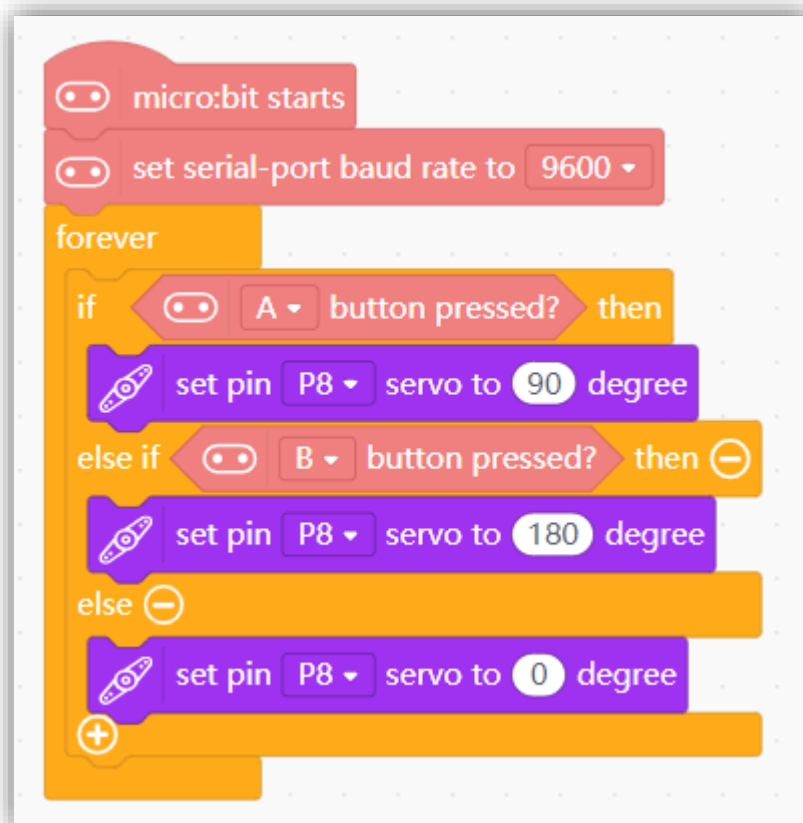 micro:bit starts
set serial-port baud rate to 9600
forever
if A button pressed? then
set pin P8 servo to 90 degree
else if B button pressed? then
set pin P8 servo to 180 degree
else
set pin P8 servo to 0 degree